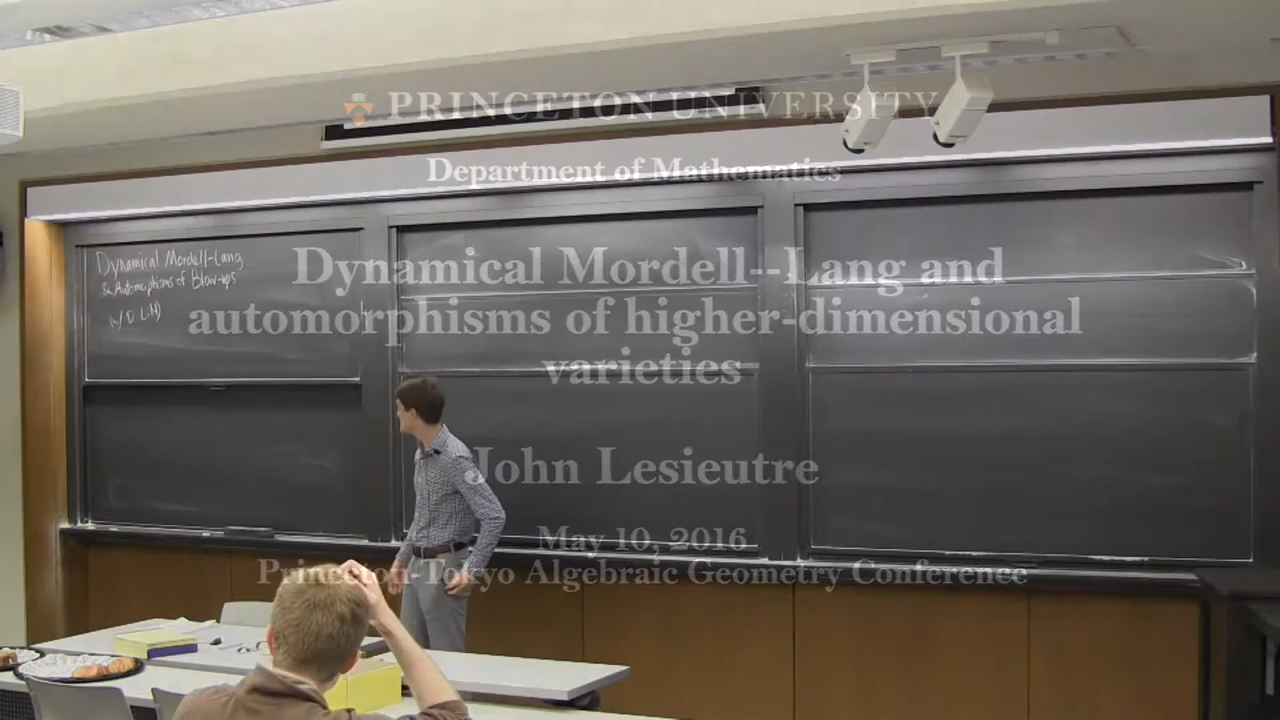 PRINCETON UNIVERSITY
Department of Mathematics
Dynamical Mordell--Lang and
automorphisms of higher-dimensional
varieties
John Lesieutre
May 10, 2016
Princeton-Tokyo Algebraic Geometry Conference
Dynamical Mordell-Lang
& Automorphisms of Blow-ups
(w/ D. Litt)